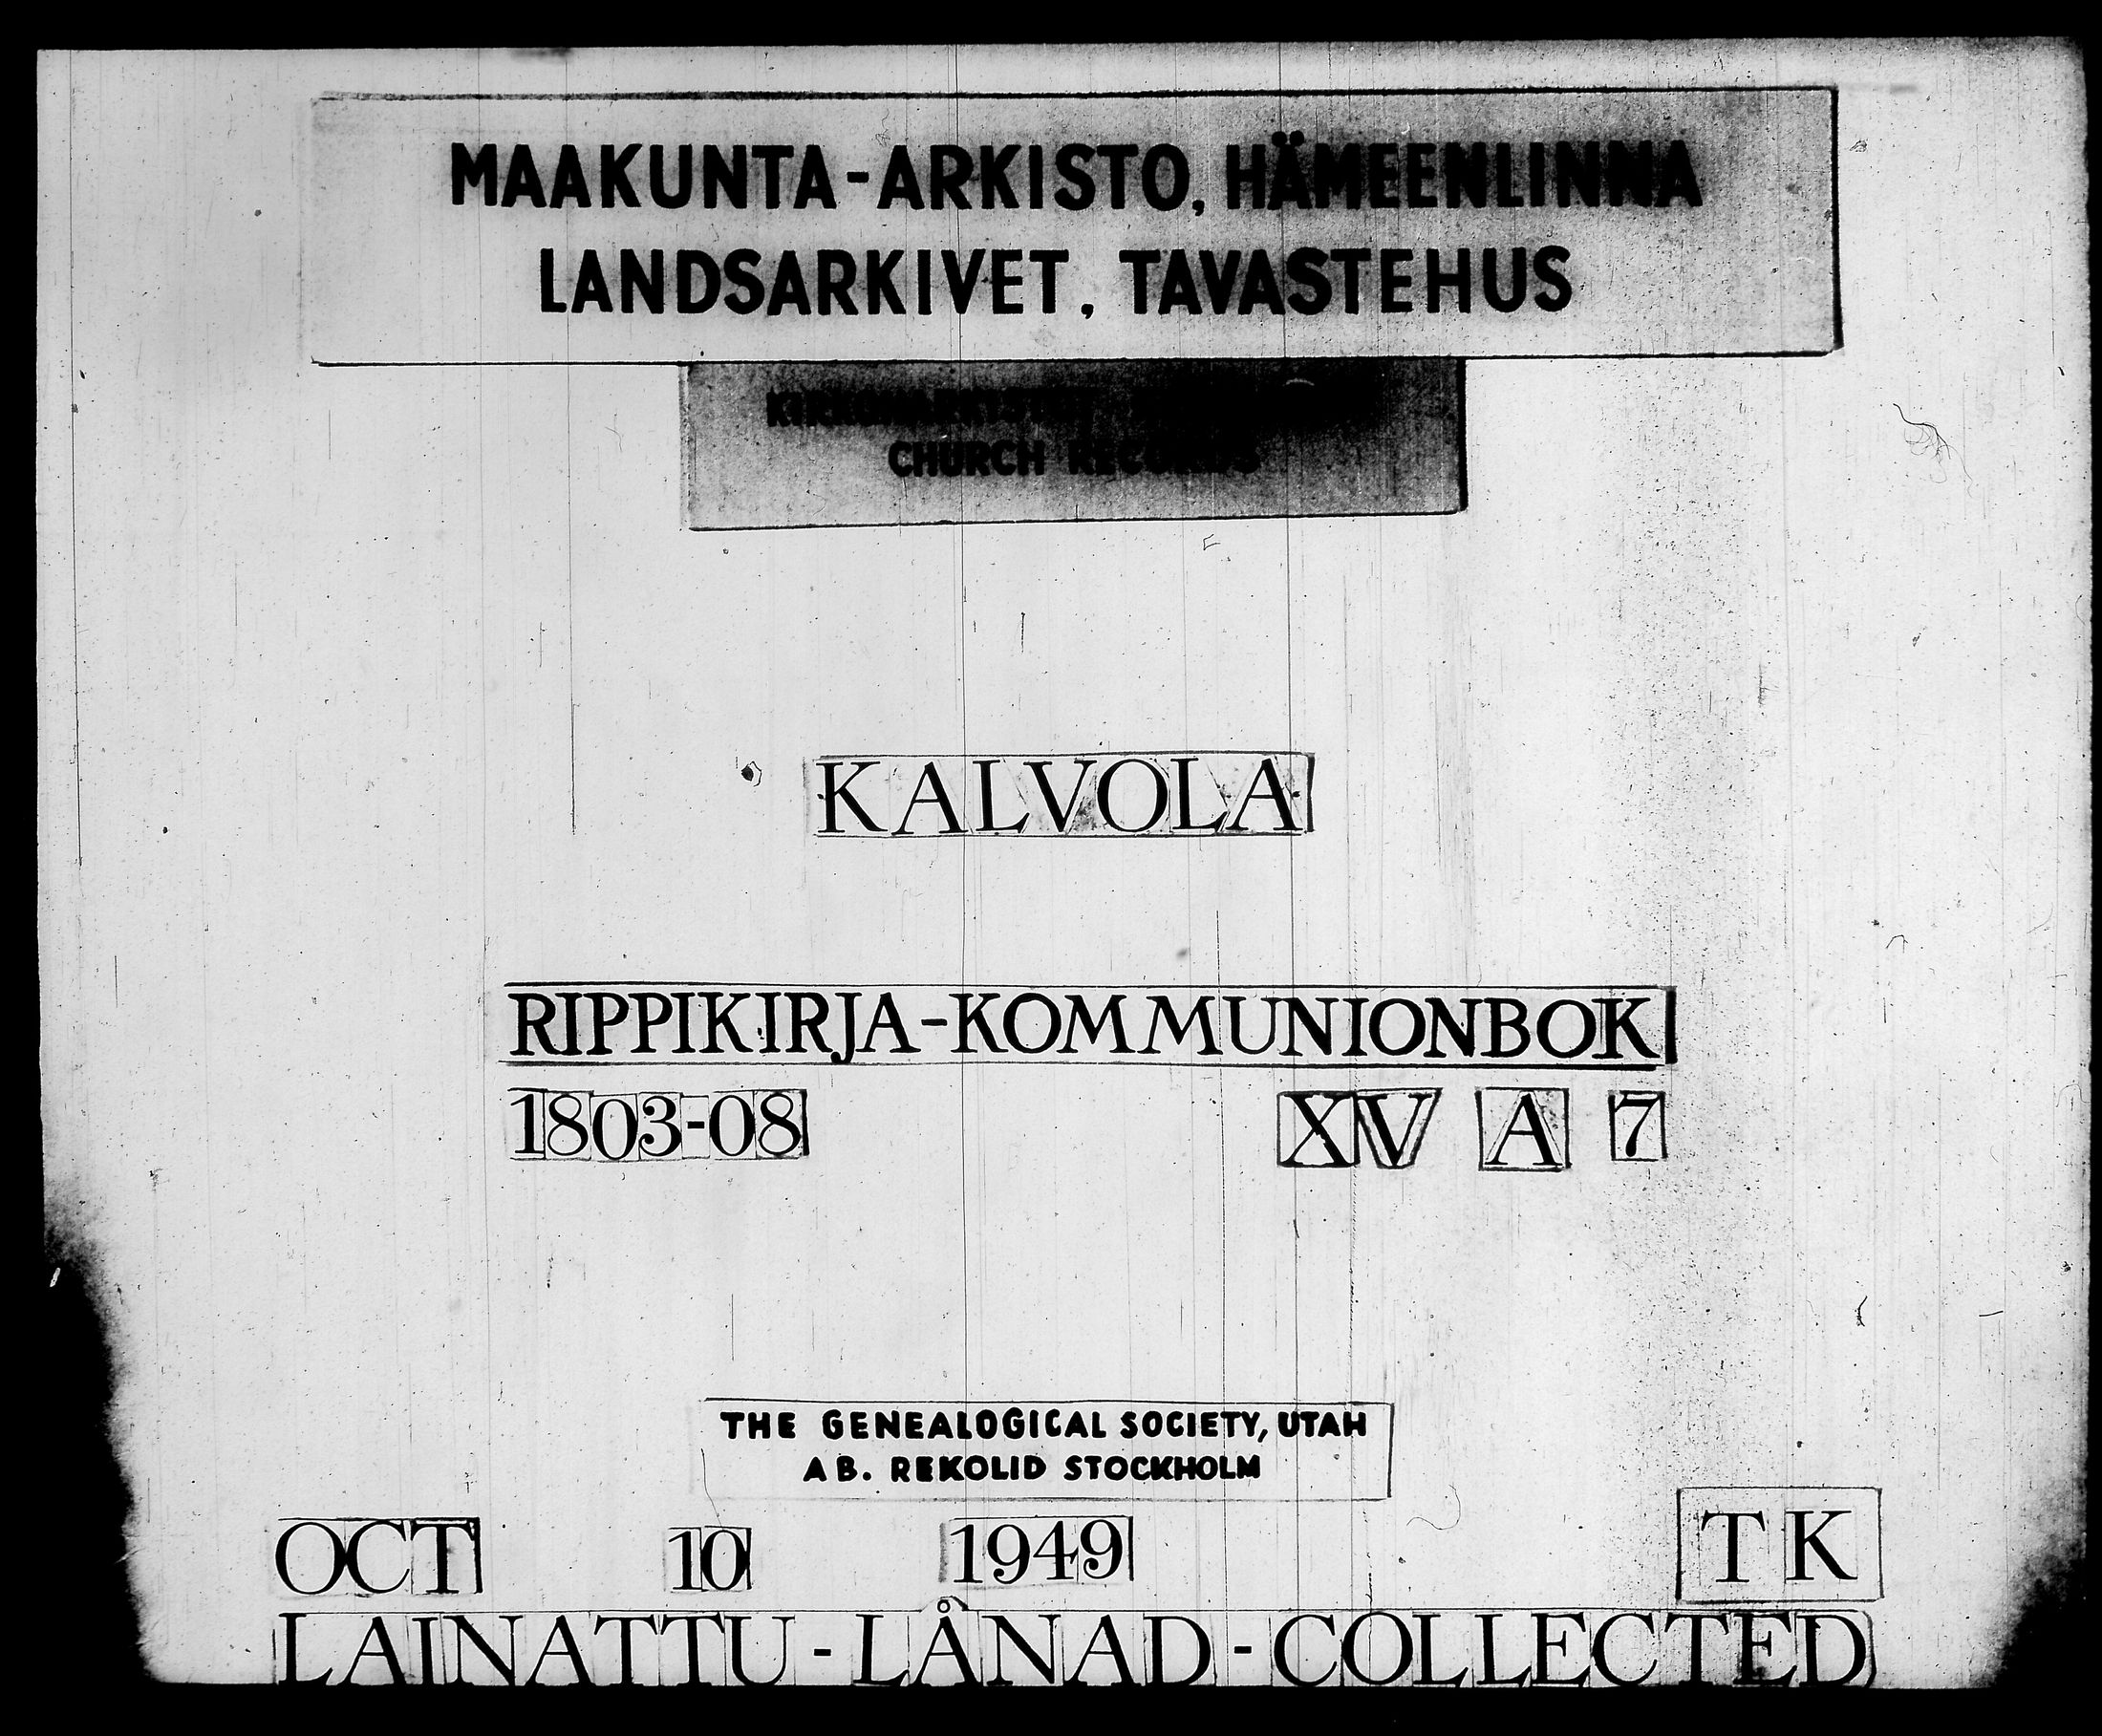 MAAKUNTA-ARKISTO, HÄMEENLINNA
LANDSARKIVET, TAVASTEHUS
CHURCH RECORDS
KALVOLA
RIPPIKIRJA-KOMMUNIONBOK
1803-08 XV A 7
THE GENEALOGICAL SOCIETY, UTAH
AB. REKOLID STOCKHOLM
OCT 10 1949 TK
LAINATTU-LÅNAD-COLLECTED